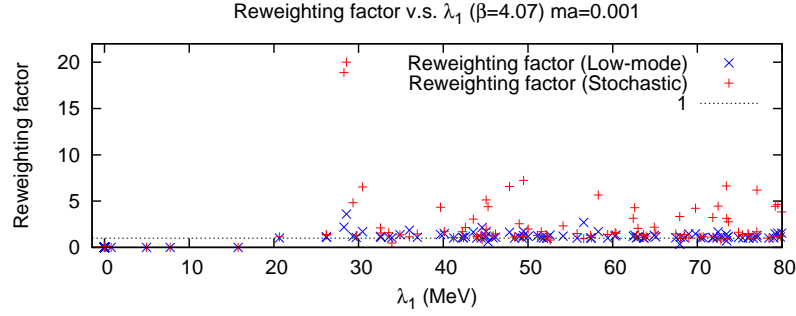 Reweighting factor v.s. λ1 (β=4.07) ma=0.001
Reweighting factor
20
15
10
5
0
Reweighting factor (Low-mode)
Reweighting factor (Stochastic)
1
0 10 20 30 40 50 60 70 80
λ1 (MeV)